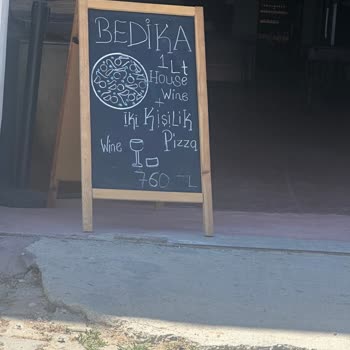 BEDİKA
1 Lt
House
Wine
+
iki KişiLiK
Wine Pizza
760 TL